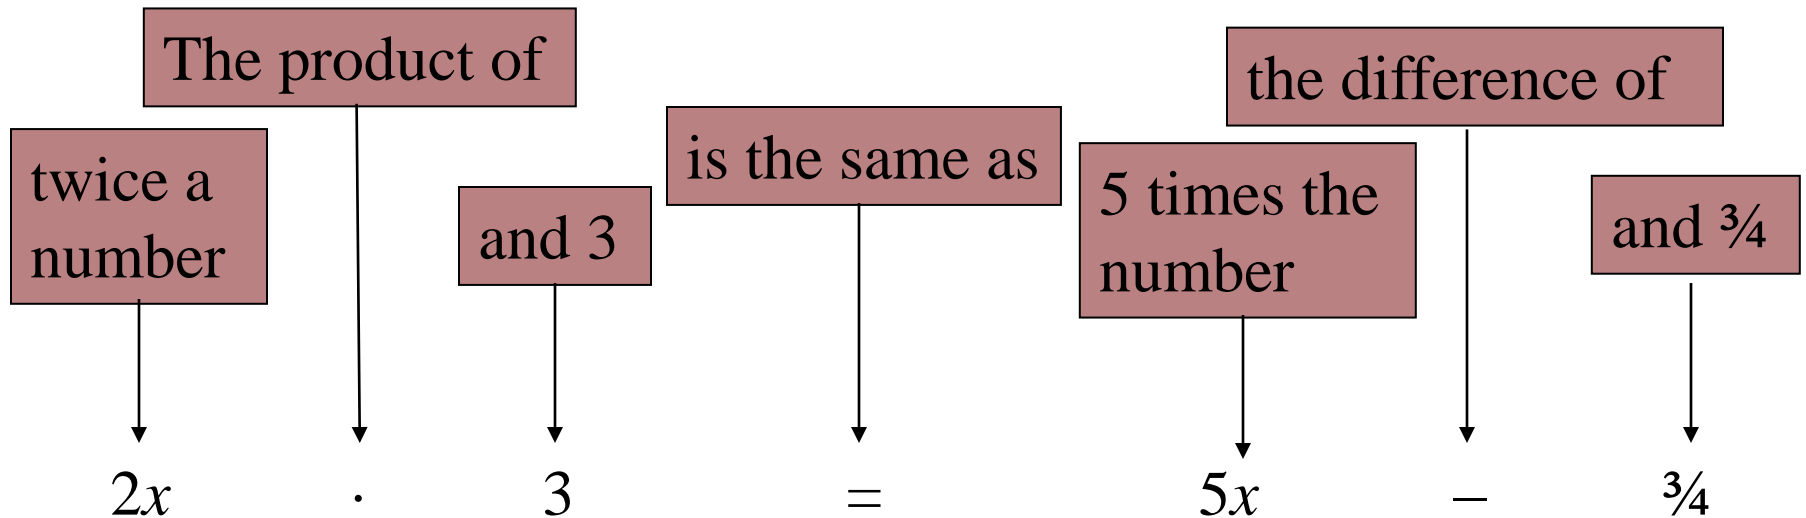 The product of
the difference of
twice a
number
and 3
is the same as
5 times the
number
and ¾
2x · 3 = 5x – ¾